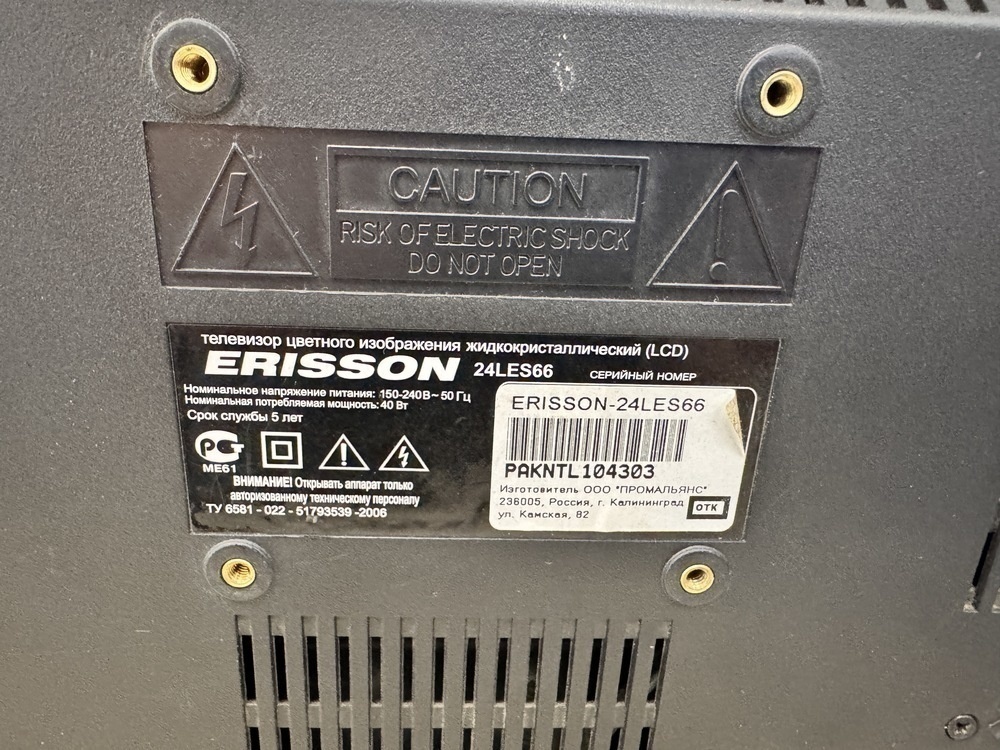 CAUTION
RISK OF ELECTRIC SHOCK
DO NOT OPEN
телевизор цветного изображения жидкокристаллический (LCD)
ERISSON 24LES66 СЕРИЙНЫЙ НОМЕР
Номинальное напряжение питания: 150-240В ~ 50 Гц
Номинальная потребляемая мощность: 40 Вт
Срок службы 5 лет
РСТ
МЕ61
ВНИМАНИЕ! Открывать аппарат только
авторизованному техническому персоналу
ТУ 6581 - 022 - 51793539 -2006
ERISSON-24LES66
PAKNTL104303
Изготовитель ООО "ПРОМАЛЬЯНС"
236005, Россия, г. Калининград
ул. Камская, 82
ОТК